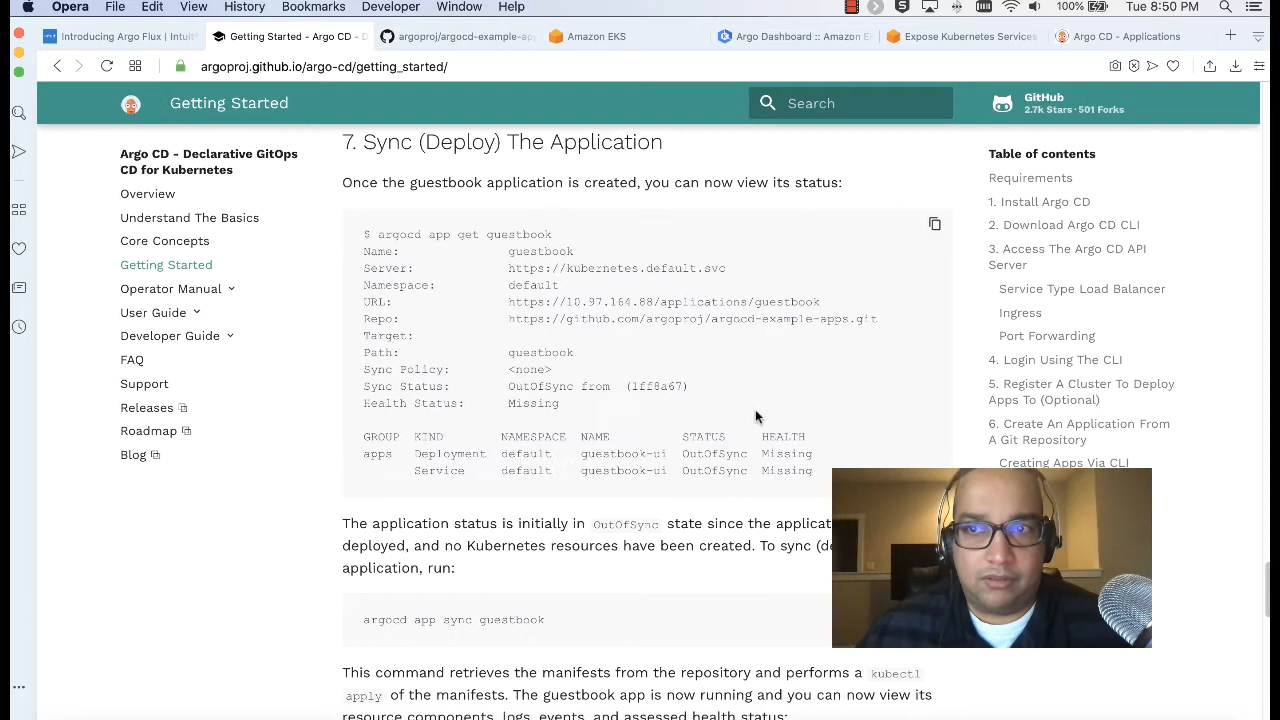 Opera File Edit View History Bookmarks Developer Window Help 100% Tue 8:50 PM
Introducing Argo Flux | Intuit Getting Started - Argo CD - D argoproj/argocd-example-ap Amazon EKS Argo Dashboard :: Amazon E Expose Kubernetes Services Argo CD - Applications
argoproj.github.io/argo-cd/getting_started/
Getting Started
Search
GitHub
2.7k Stars · 501 Forks
Argo CD - Declarative GitOps
CD for Kubernetes
Overview
Understand The Basics
Core Concepts
Getting Started
Operator Manual
User Guide
Developer Guide
FAQ
Support
Releases
Roadmap
Blog
7. Sync (Deploy) The Application
Once the guestbook application is created, you can now view its status:
$ argocd app get guestbook
Name: guestbook
Server: https://kubernetes.default.svc
Namespace: default
URL: https://10.97.164.88/applications/guestbook
Repo: https://github.com/argoproj/argocd-example-apps.git
Target:
Path: guestbook
Sync Policy: <none>
Sync Status: OutOfSync from (1ff8a67)
Health Status: Missing
GROUP KIND NAMESPACE NAME STATUS HEALTH
apps Deployment default guestbook-ui OutOfSync Missing
Service default guestbook-ui OutOfSync Missing
The application status is initially in OutOfSync state since the applicat
deployed, and no Kubernetes resources have been created. To sync (de
application, run:
argocd app sync guestbook
This command retrieves the manifests from the repository and performs a kubectl
apply of the manifests. The guestbook app is now running and you can now view its
resource components, logs, events, and assessed health status:
Table of contents
Requirements
1. Install Argo CD
2. Download Argo CD CLI
3. Access The Argo CD API
Server
Service Type Load Balancer
Ingress
Port Forwarding
4. Login Using The CLI
5. Register A Cluster To Deploy
Apps To (Optional)
6. Create An Application From
A Git Repository
Creating Apps Via CLI